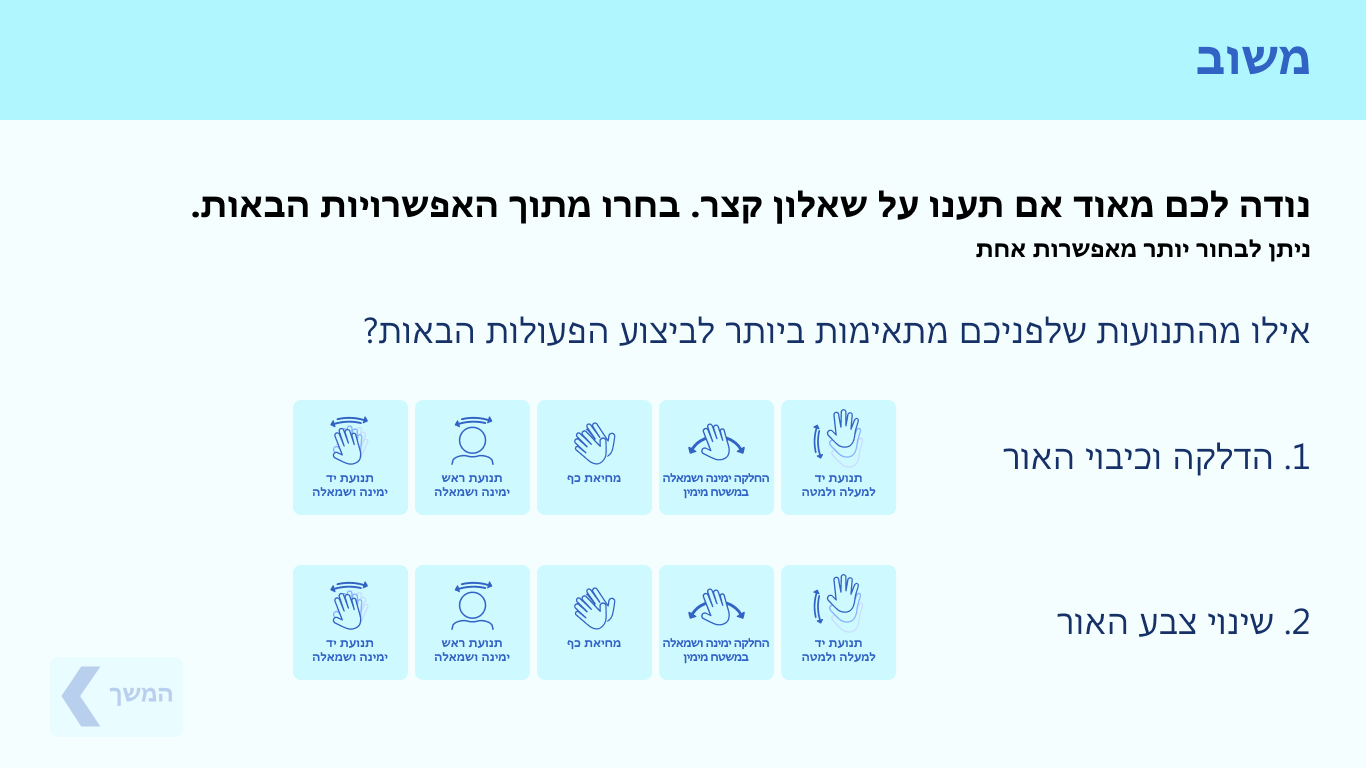 משוב
נודה לכם מאוד אם תענו על שאלון קצר. בחרו מתוך האפשרויות הבאות.
ניתן לבחור יותר מאפשרות אחת
אילו מהתנועות שלפניכם מתאימות ביותר לביצוע הפעולות הבאות?
1. הדלקה וכיבוי האור
תנועת יד
למעלה ולמטה
החלקה ימינה ושמאלה
במשטח מימין
מחיאת כף
תנועת ראש
ימינה ושמאלה
תנועת יד
ימינה ושמאלה
2. שינוי צבע האור
תנועת יד
למעלה ולמטה
החלקה ימינה ושמאלה
במשטח מימין
מחיאת כף
תנועת ראש
ימינה ושמאלה
תנועת יד
ימינה ושמאלה
המשך